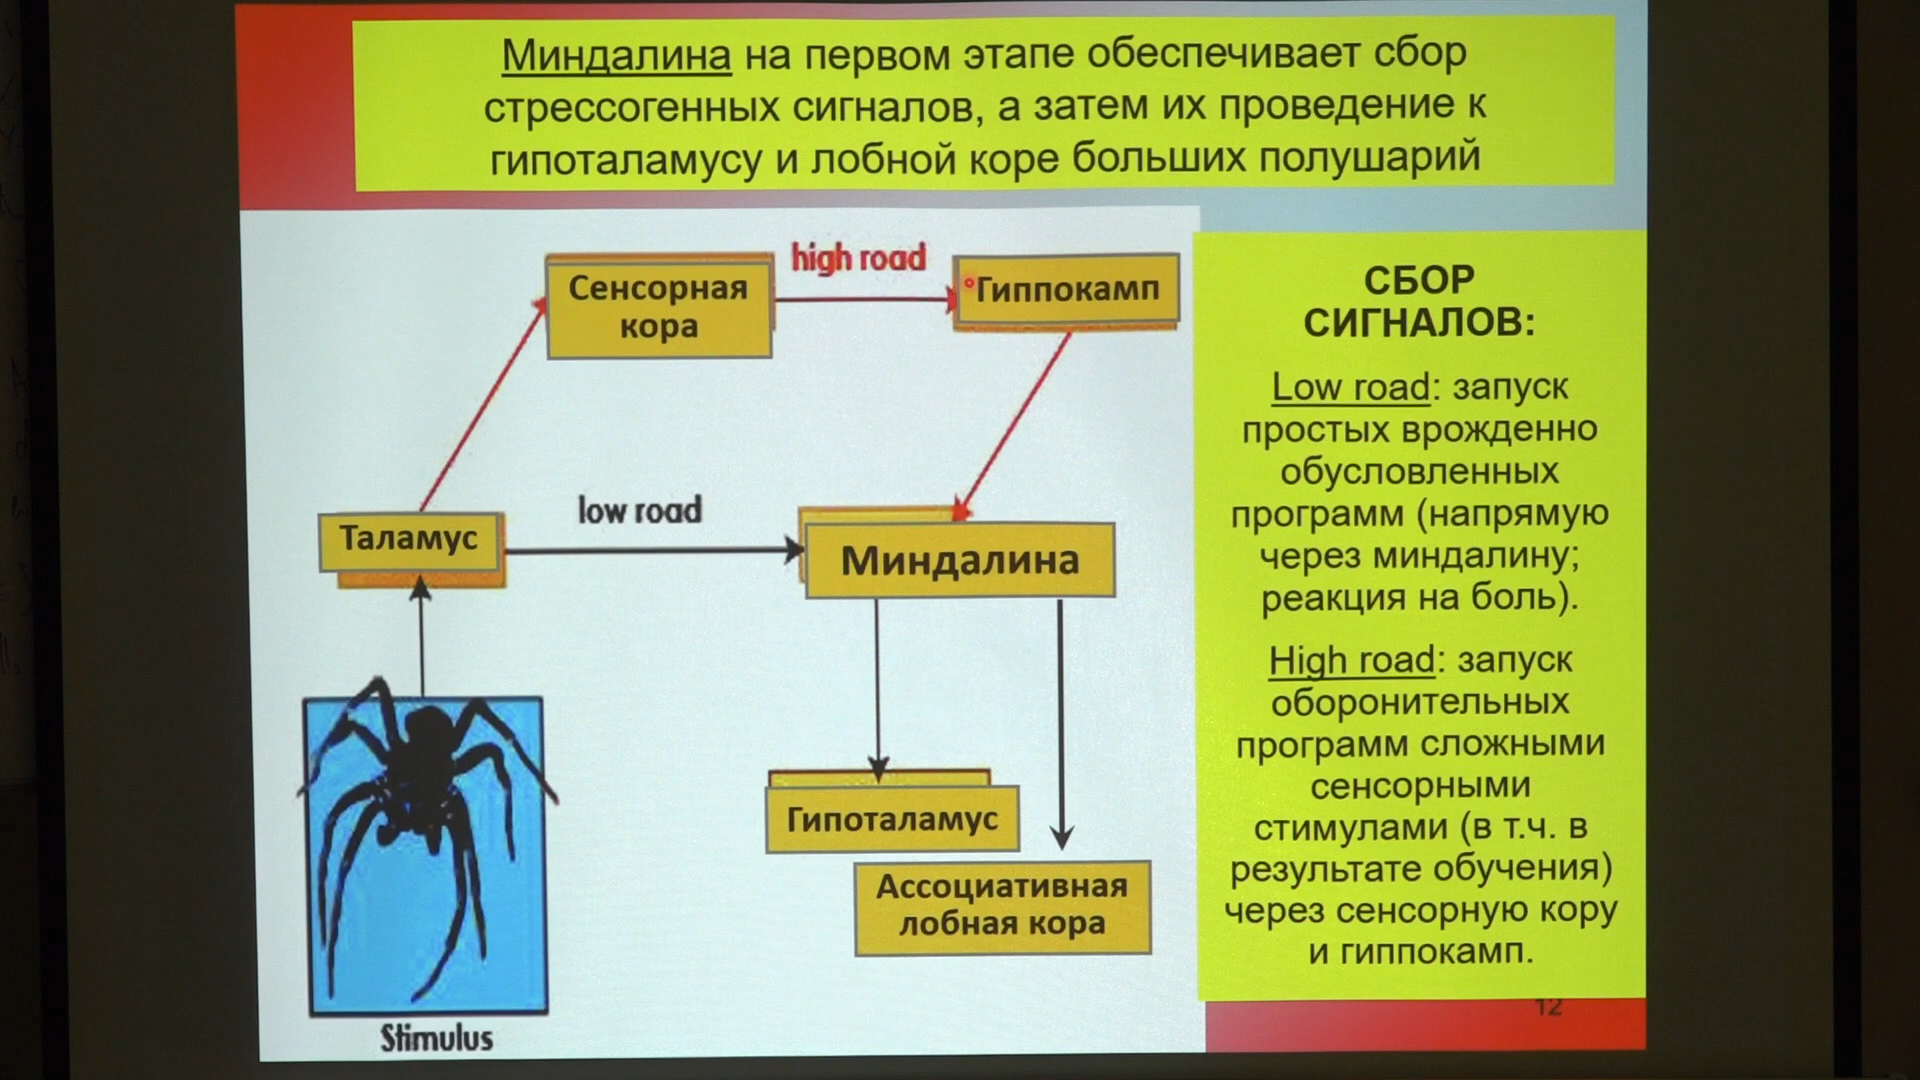 Миндалина на первом этапе обеспечивает сбор
стрессогенных сигналов, а затем их проведение к
гипоталамусу и лобной коре больших полушарий
high road
Сенсорная
кора
Гиппокамп
low road
Таламус
Миндалина
Гипоталамус
Ассоциативная
лобная кора
Stimulus
СБОР
СИГНАЛОВ:
Low road: запуск
простых врожденно
обусловленных
программ (напрямую
через миндалину;
реакция на боль).
High road: запуск
оборонительных
программ сложными
сенсорными
стимулами (в т.ч. в
результате обучения)
через сенсорную кору
и гиппокамп.
12